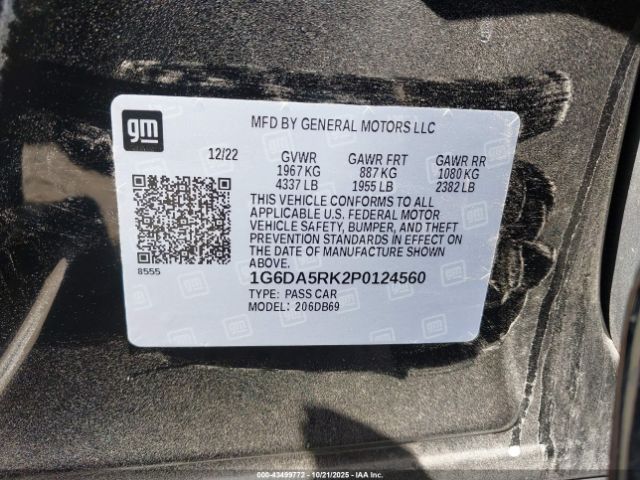 gm
MFD BY GENERAL MOTORS LLC
12/22 GVWR GAWR FRT GAWR RR
1967 KG 887 KG 1080 KG
4337 LB 1955 LB 2382 LB
THIS VEHICLE CONFORMS TO ALL
APPLICABLE U.S. FEDERAL MOTOR
VEHICLE SAFETY, BUMPER, AND THEFT
PREVENTION STANDARDS IN EFFECT ON
THE DATE OF MANUFACTURE SHOWN
ABOVE.
8555
1G6DA5RK2P0124560
TYPE: PASS CAR
MODEL: 206DB69
000-43499772 - 10/21/2025 - IAA, Inc.